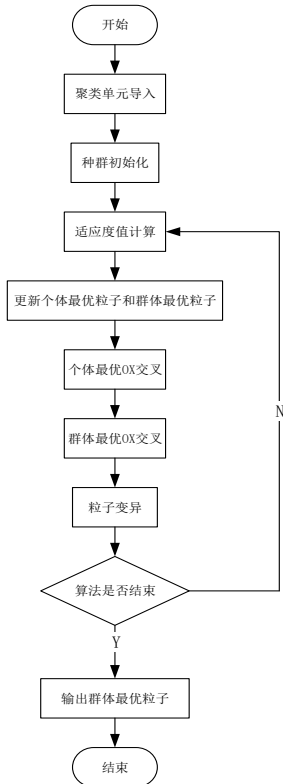 开始
聚类单元导入
种群初始化
适应度值计算
更新个体最优粒子和群体最优粒子
个体最优OX交叉
群体最优OX交叉
N
粒子变异
算法是否结束
Y
输出群体最优粒子
结束